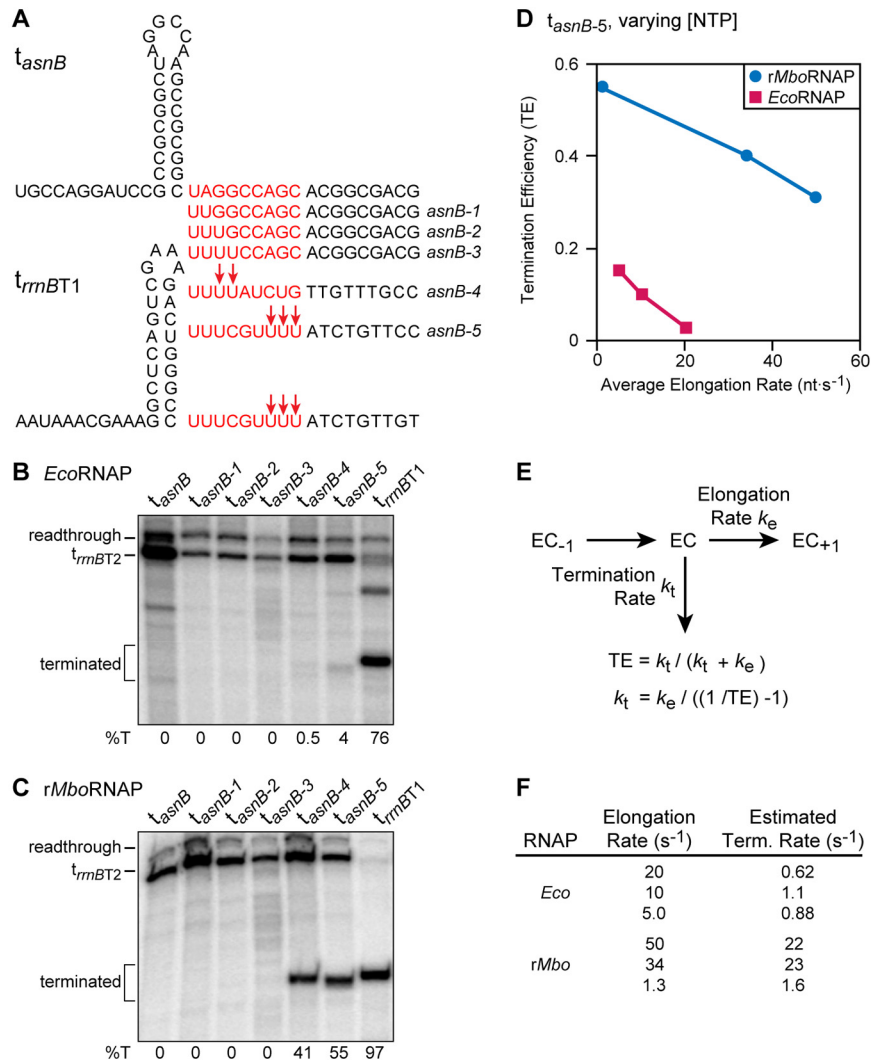 A
t_asnB
U A G G C C A
U C G G C G C C
A G C C G C G G
UGCCAGGAUCCG C UAGGCCAGC ACGGCGACG
UUGGCCAGC ACGGCGACG asnB-1
UUUGCCAGC ACGGCGACG asnB-2
UUUUCCAGC ACGGCGACG asnB-3
t_rrnBT1
A A A
G C U G A C U C G
G A C U G G G C
UUUUAUCUG TTGTTTGCC asnB-4
UUUCGUUUU ATCTGTTCC asnB-5
AAUAAACGAAAG C UUUCGUUUU ATCTGTTGT
B EcoRNAP
t_asnB t_asnB-1 t_asnB-2 t_asnB-3 t_asnB-4 t_asnB-5 t_rrnBT1
readthrough
t_rrnBT2
terminated
%T 0 0 0 0 0.5 4 76
C rMboRNAP
t_asnB t_asnB-1 t_asnB-2 t_asnB-3 t_asnB-4 t_asnB-5 t_rrnBT1
readthrough
t_rrnBT2
terminated
%T 0 0 0 0 41 55 97
D t_asnB-5, varying [NTP]
Termination Efficiency (TE)
0.6
0.4
0.2
0
rMboRNAP
EcoRNAP
0 20 40 60
Average Elongation Rate (nt·s⁻¹)
E
Elongation
Rate kₑ
EC₋₁ EC EC₊₁
Termination
Rate kₜ
TE = kₜ / (kₜ + kₑ )
kₜ = kₑ / ((1 /TE) -1)
F
RNAP Elongation Rate (s⁻¹) Estimated Term. Rate (s⁻¹)
20 0.62
Eco 10 1.1
5.0 0.88
50 22
rMbo 34 23
1.3 1.6